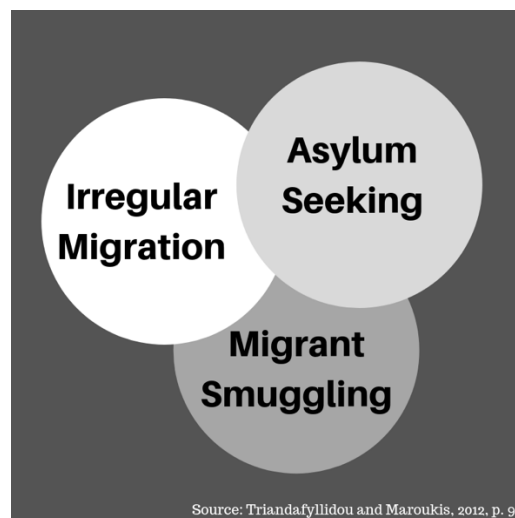 Irregular
Migration
Asylum
Seeking
Migrant
Smuggling
Source: Triandafyllidou and Maroukis, 2012, p. 9